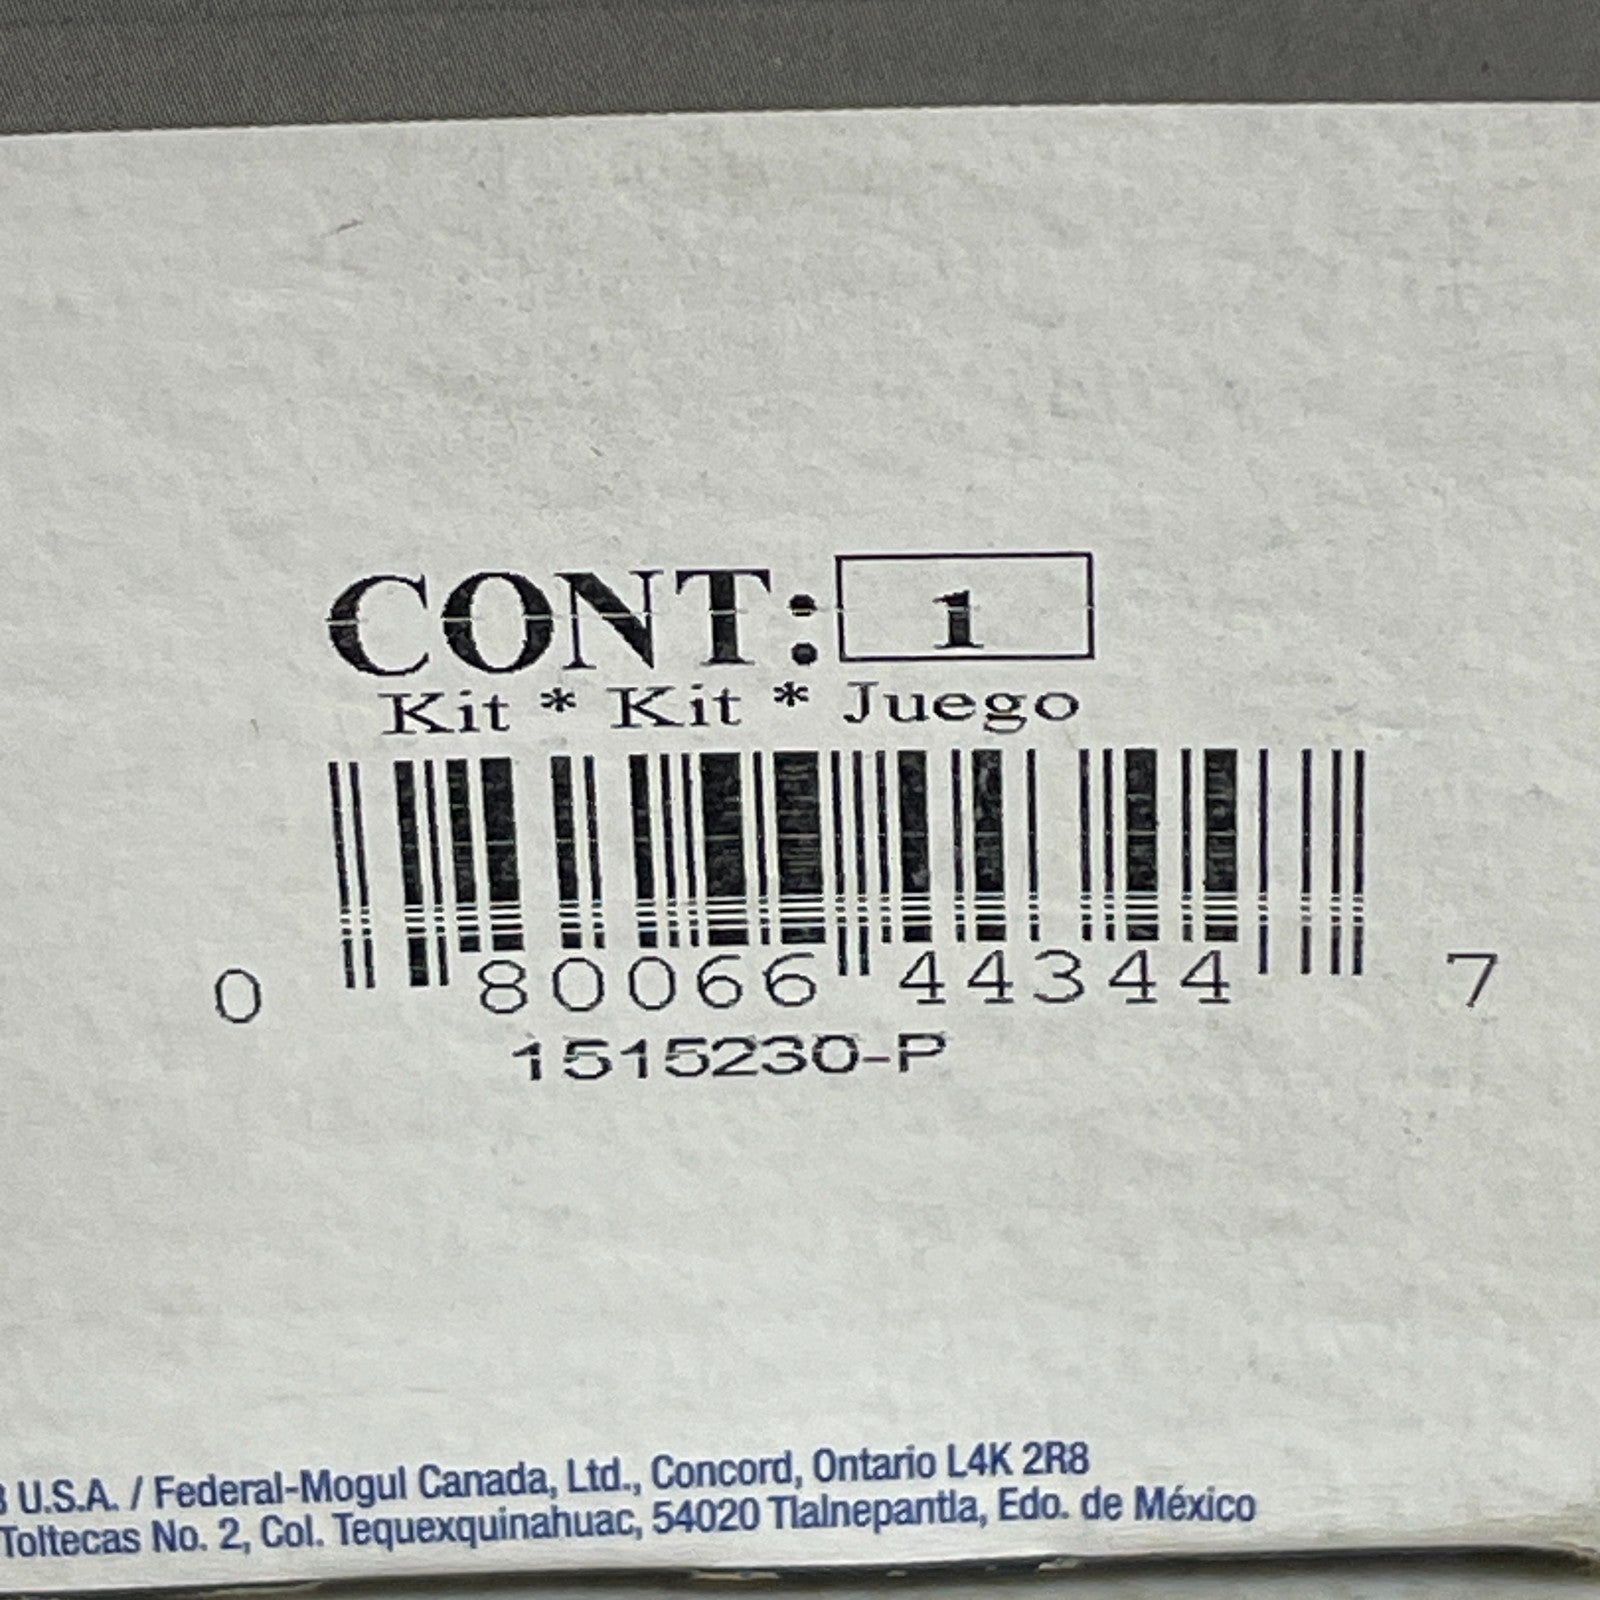 CONT: 1
Kit * Kit * Juego
0 80066 44344 7
1515230-P
U.S.A. / Federal-Mogul Canada, Ltd., Concord, Ontario L4K 2R8
Toltecas No. 2, Col. Tequexquinahuac, 54020 Tlalnepantla, Edo. de México